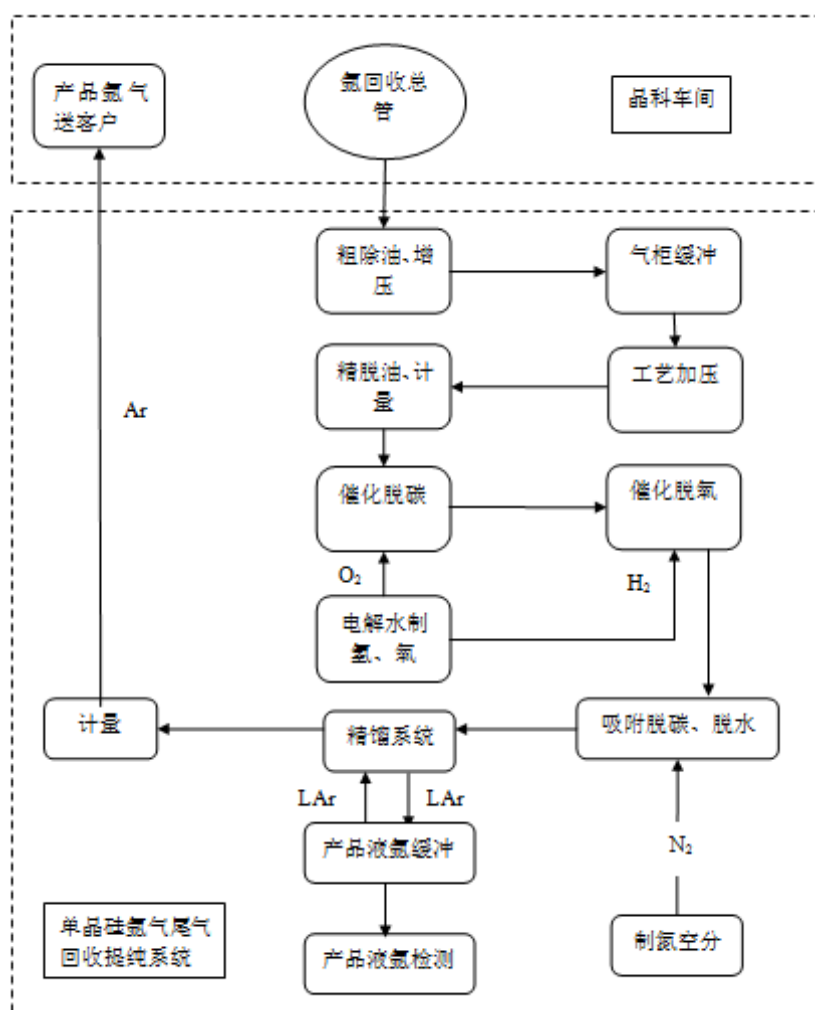 产品氩气
送客户
氩回收总
管
晶科车间
粗除油、增
压
气柜缓冲
精脱油、计
量
工艺加压
Ar
催化脱碳
催化脱氧
O₂
H₂
电解水制
氢、氧
计量
精馏系统
吸附脱碳、脱水
LAr
LAr
产品液氩缓冲
N₂
单晶硅氩气尾气
回收提纯系统
产品液氩检测
制氮空分